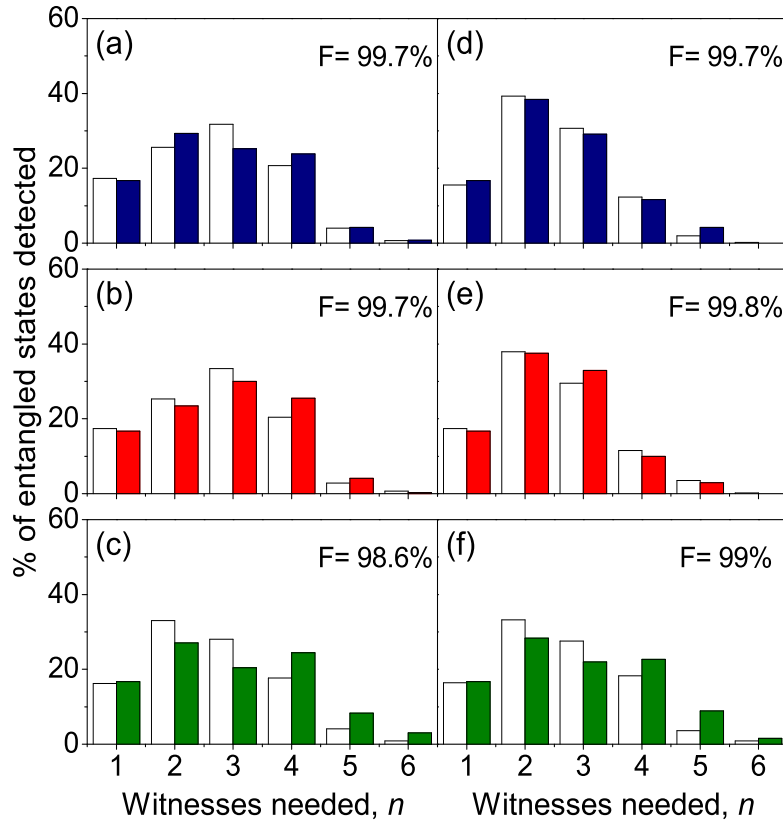 % of entangled states detected
60
(a)
F= 99.7%
40
20
0
(d)
F= 99.7%
60
(b)
F= 99.7%
40
20
0
(e)
F= 99.8%
60
(c)
F= 98.6%
40
20
0
(f)
F= 99%
1 2 3 4 5 6
1 2 3 4 5 6
Witnesses needed, n
Witnesses needed, n